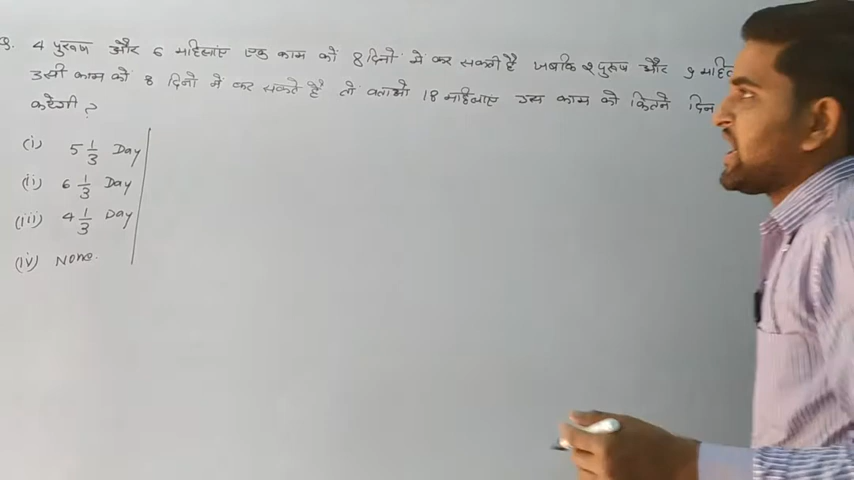 Q. 4 पुरुष और 6 महिलाएं एक काम को 8 दिनों में कर सकती है जबकि 2 पुरुष और 9
उसी काम को 8 दिनो में कर सकते है तो बताओ 18 महिलाएं उस काम को कितने दिन
करेगी ?
(i) 5 1/3 Day
(ii) 6 1/3 Day
(iii) 4 1/3 Day
(iv) None.